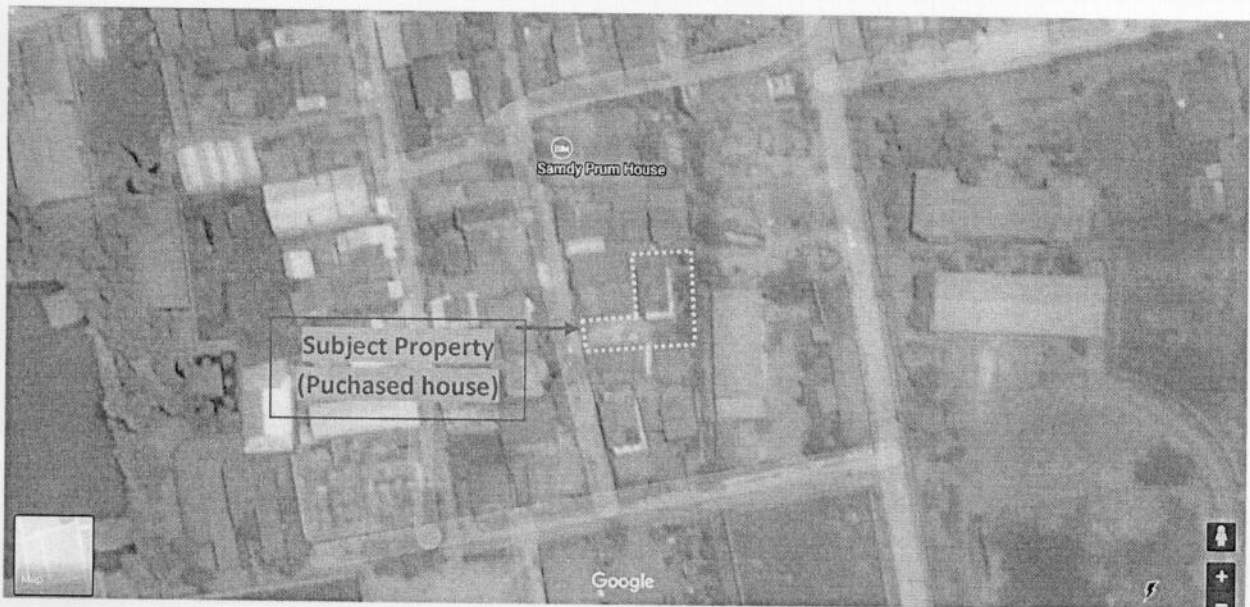 Samdy Prum House
Subject Property
(Puchased house)
Map
Google